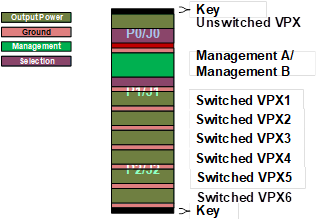 Output Power
Ground
Management
Selection
Key
Unswitched VPX
P0/J0
Management A/
Management B
P1/J1
Switched VPX1
Switched VPX2
Switched VPX3
Switched VPX4
P2/J2
Switched VPX5
Switched VPX6
Key